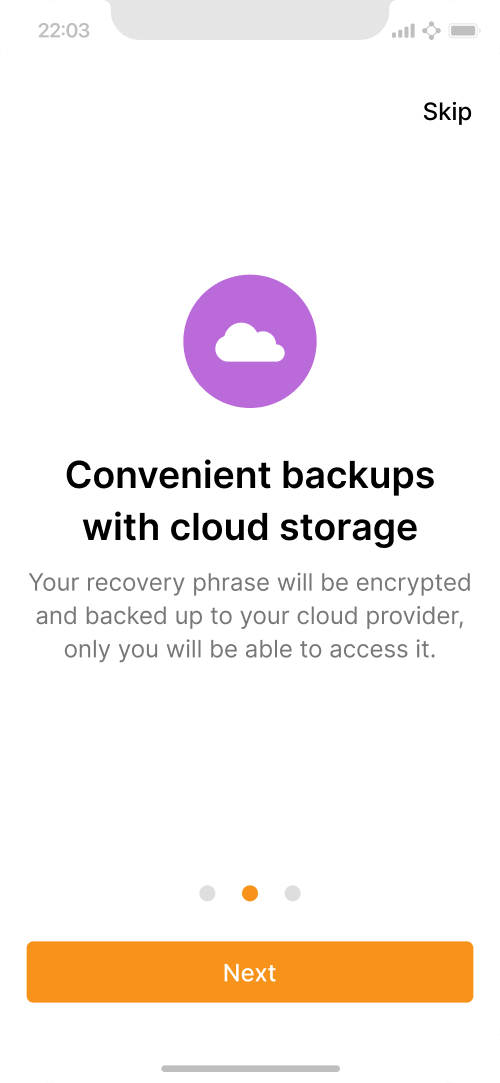 22:03
Skip
Convenient backups
with cloud storage
Your recovery phrase will be encrypted
and backed up to your cloud provider,
only you will be able to access it.
Next